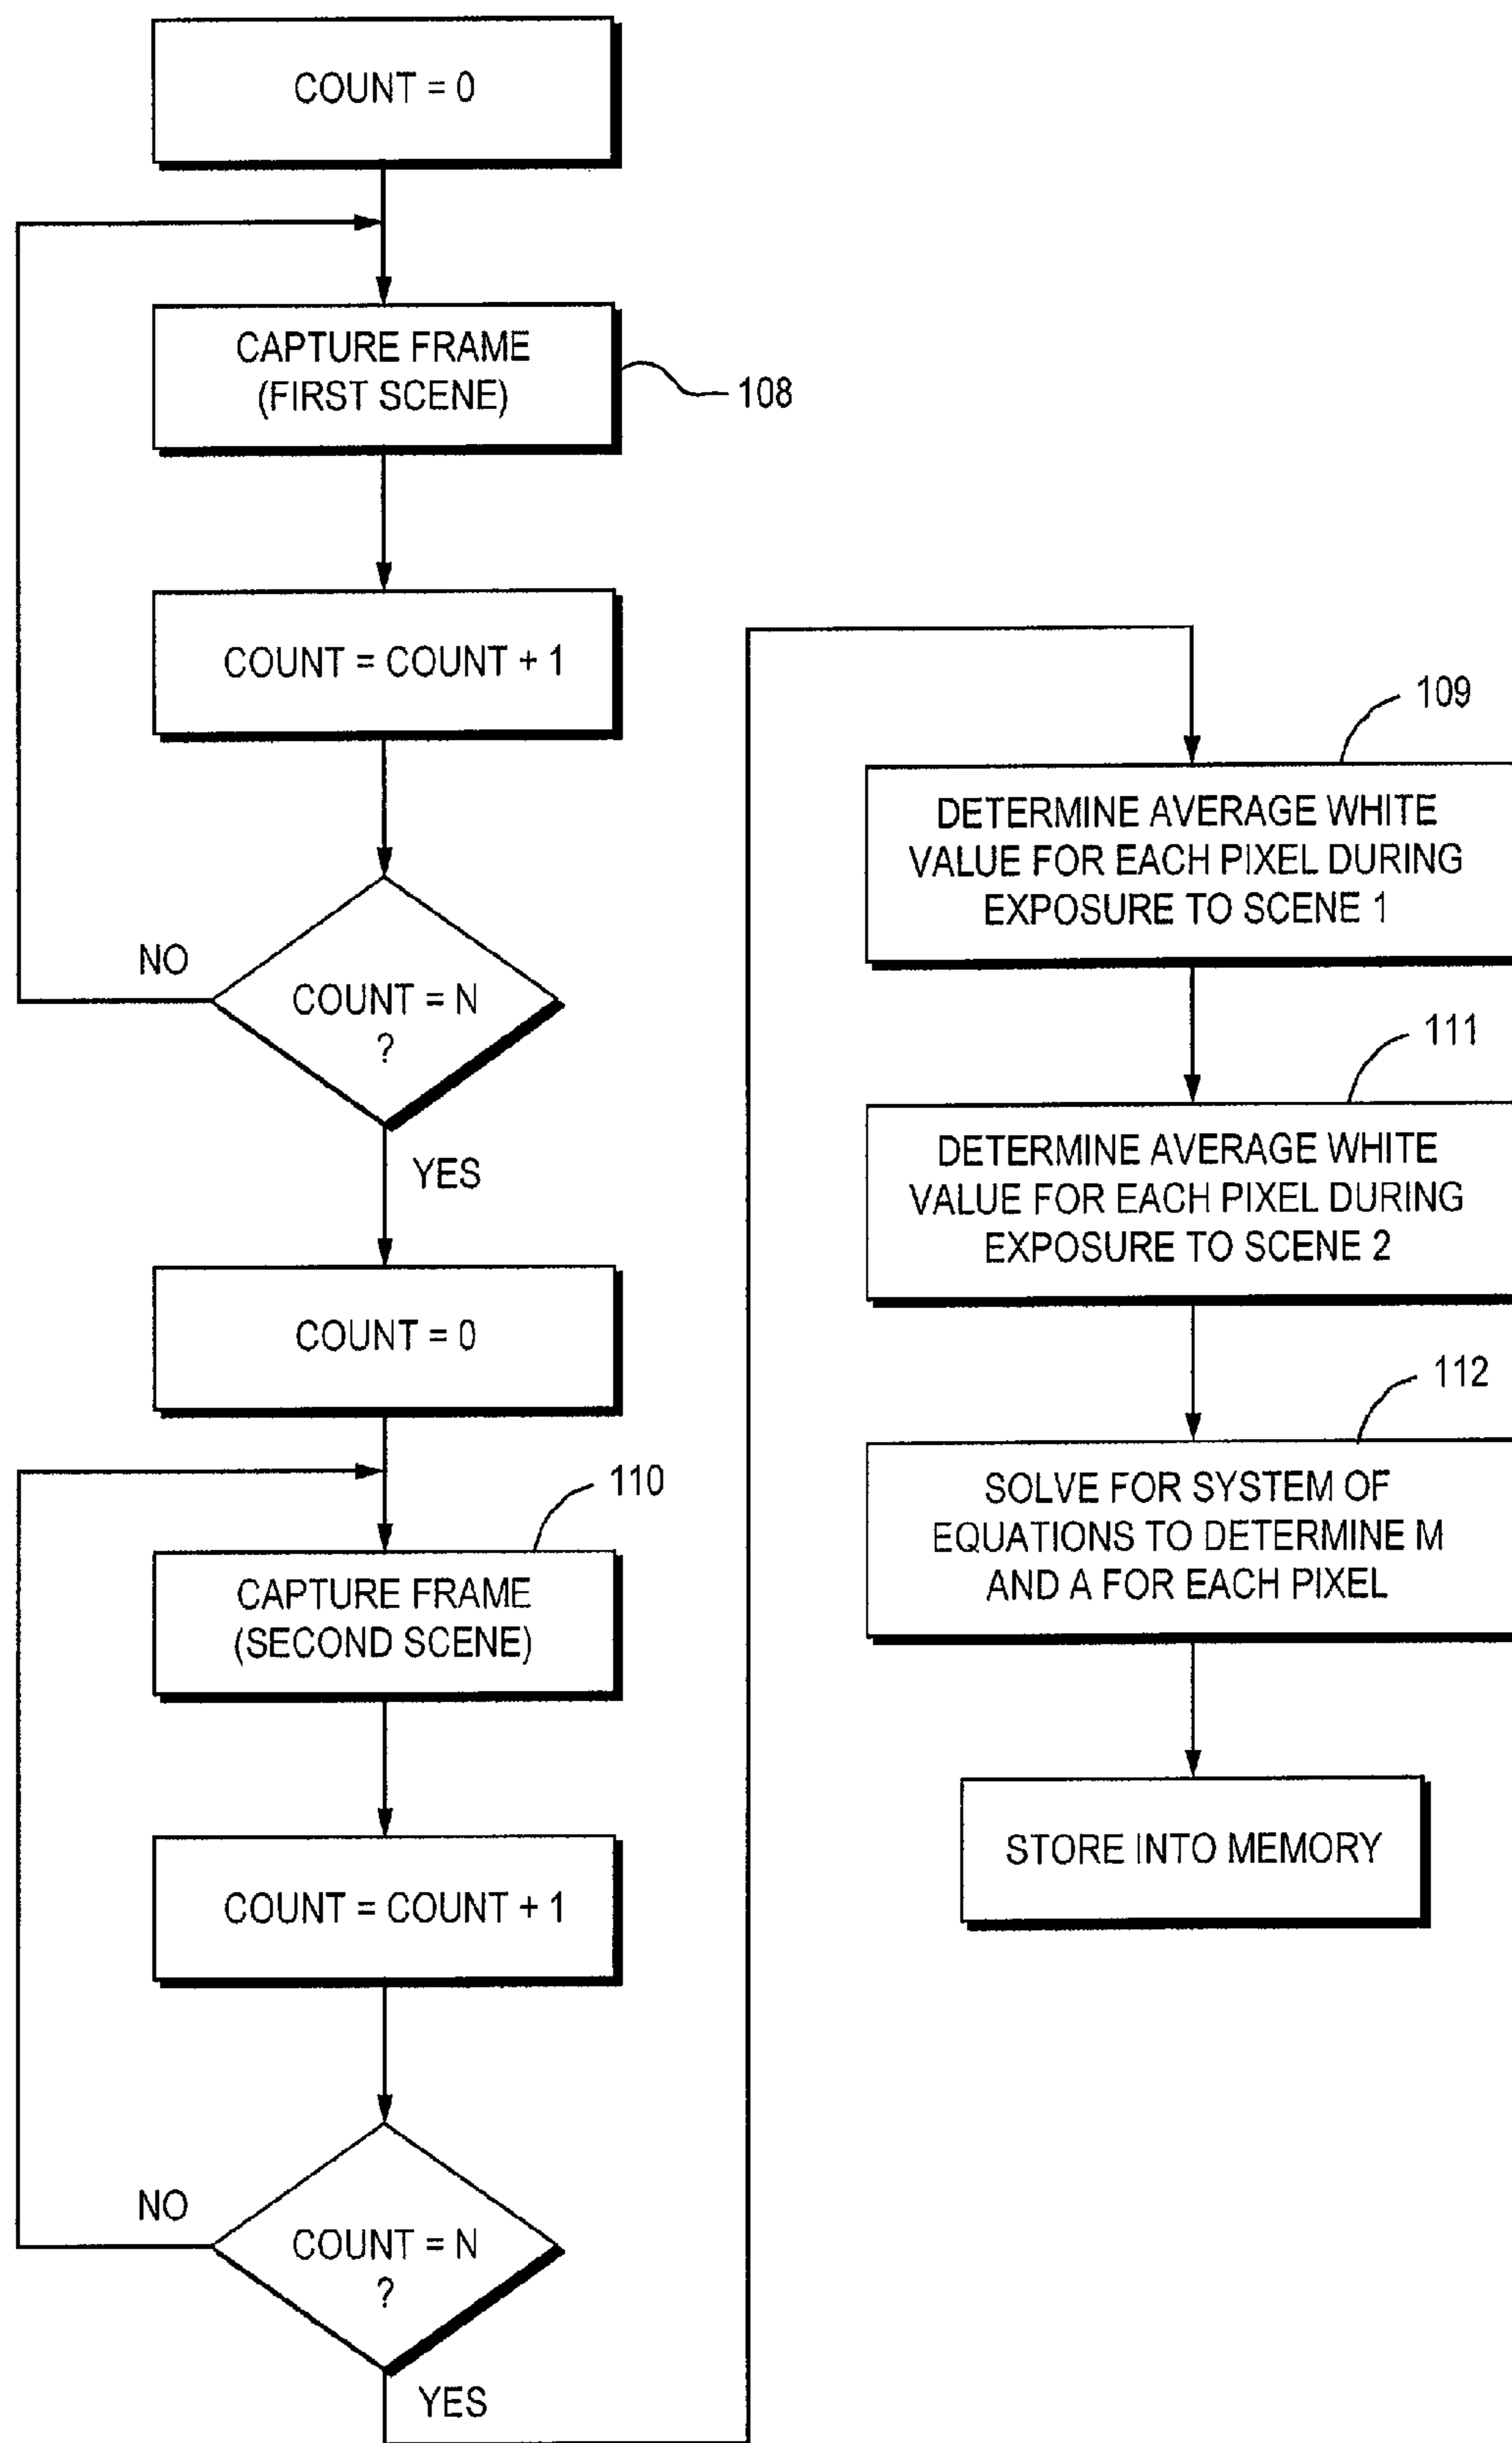 COUNT = 0
CAPTURE FRAME
(FIRST SCENE)
108
COUNT = COUNT + 1
NO
COUNT = N
?
YES
COUNT = 0
110
CAPTURE FRAME
(SECOND SCENE)
COUNT = COUNT + 1
NO
COUNT = N
?
YES
109
DETERMINE AVERAGE WHITE
VALUE FOR EACH PIXEL DURING
EXPOSURE TO SCENE 1
111
DETERMINE AVERAGE WHITE
VALUE FOR EACH PIXEL DURING
EXPOSURE TO SCENE 2
112
SOLVE FOR SYSTEM OF
EQUATIONS TO DETERMINE M
AND A FOR EACH PIXEL
STORE INTO MEMORY